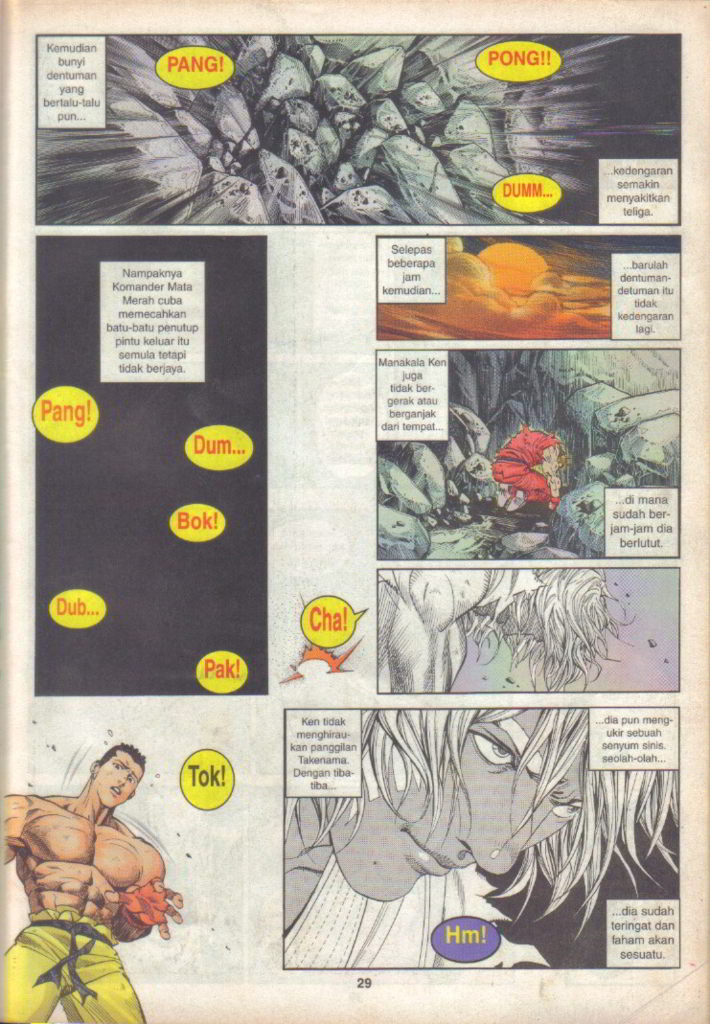 Kemudian
bunyi
dentuman
yang
bertalu-talu
pun...
PANG!
PONG!!
DUMM...
...kedengaran
semakin
menyakitkan
teliga.
Nampaknya
Komander Mata
Merah cuba
memecahkan
batu-batu penutup
pintu keluar itu
semula tetapi
tidak berjaya.
Pang!
Dum...
Bok!
Dub...
Pak!
Selepas
beberapa
jam
kemudian...
...barulah
dentuman-
detuman itu
tidak
kedengaran
lagi.
Manakala Ken
juga
tidak ber-
gerak atau
berganjak
dari tempat...
...di mana
sudah ber-
jam-jam dia
berlutut.
Cha!
Tok!
Ken tidak
menghirau-
kan panggilan
Takenama.
Dengan tiba-
tiba...
...dia pun meng-
ukir sebuah
senyum sinis.
seolah-olah...
Hm!
...dia sudah
teringat dan
faham akan
sesuatu.
29